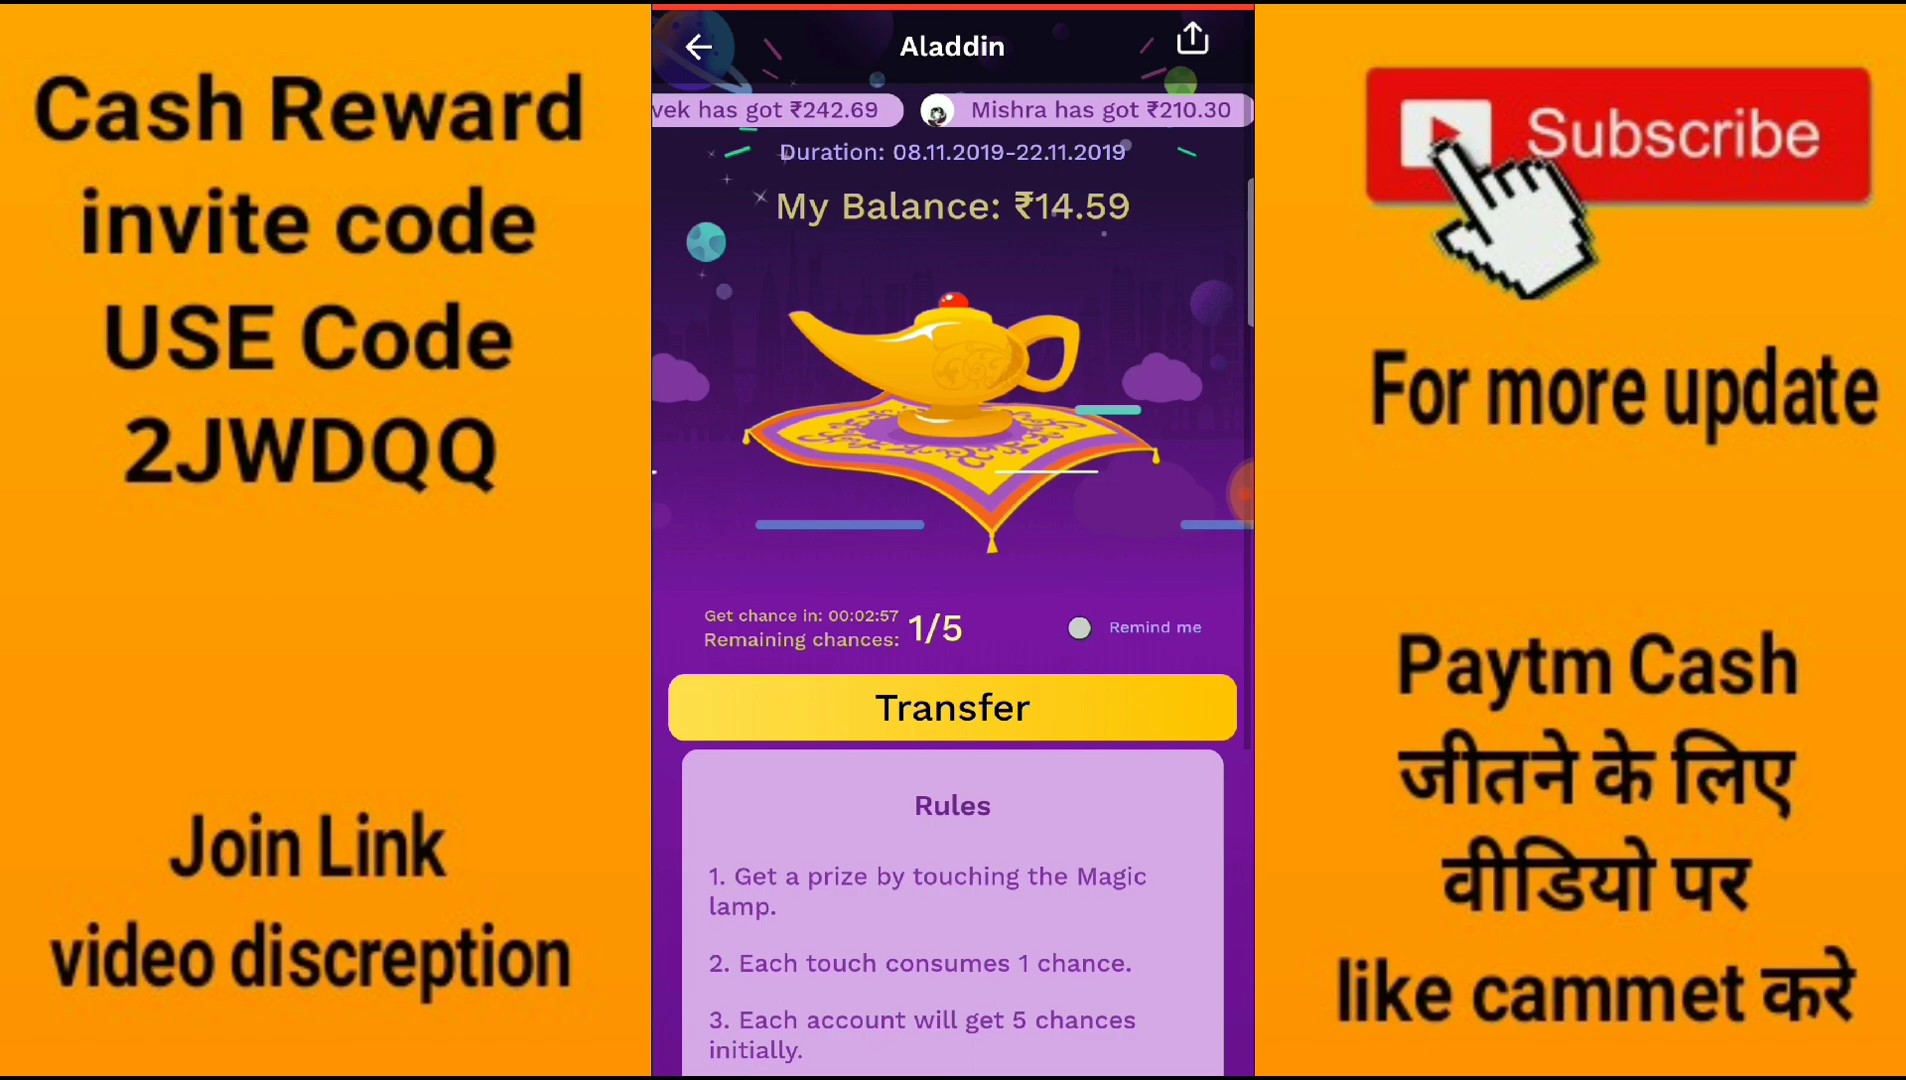 Cash Reward
invite code
USE Code
2JWDQQ
Join Link
video discreption
Aladdin
vek has got ₹242.69
Mishra has got ₹210.30
Duration: 08.11.2019-22.11.2019
My Balance: ₹14.59
Get chance in: 00:02:57
Remaining chances: 1/5
Remind me
Transfer
Rules
1. Get a prize by touching the Magic
lamp.
2. Each touch consumes 1 chance.
3. Each account will get 5 chances
initially.
Subscribe
For more update
Paytm Cash
जीतने के लिए
वीडियो पर
like cammet करे